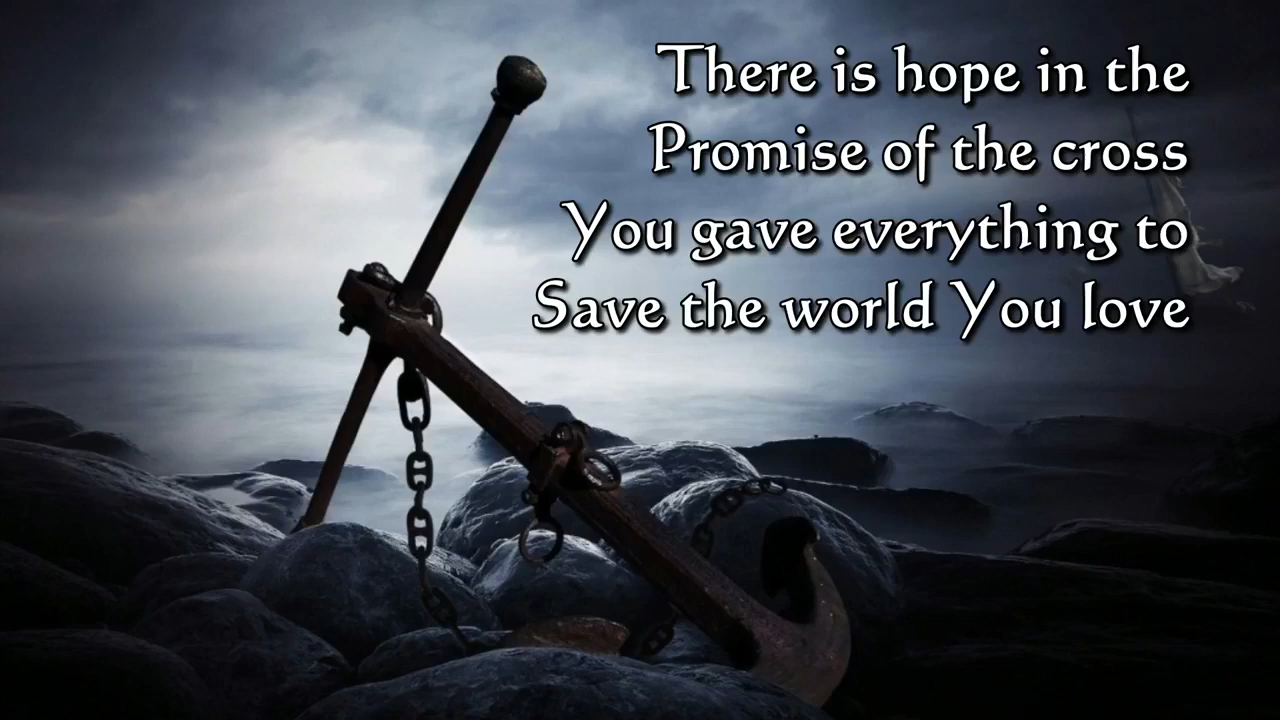 There is hope in the
Promise of the cross
You gave everything to
Save the world You love